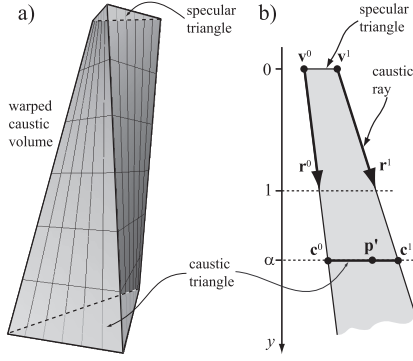 a)
specular
triangle
warped
caustic
volume
caustic
triangle
b)
specular
triangle
v⁰ v¹
0
caustic
ray
r⁰ r¹
1
c⁰ p' c¹
α
y